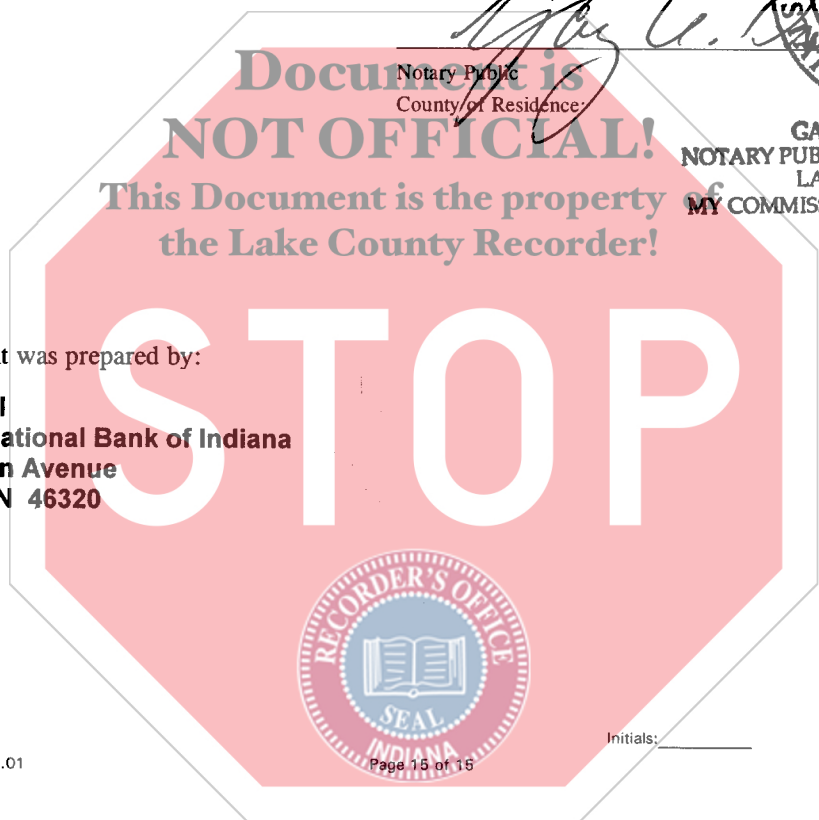 Document is
Notary Public
County of Residence:
NOT OFFICIAL!
GA
NOTARY PUB
This Document is the property of
LA
MY COMMIS
the Lake County Recorder!
STOP
t was prepared by:
ational Bank of Indiana
n Avenue
N 46320
RECORDER'S OFFICE
SEAL
INDIANA
Initials:
.01
Page 15 of 15